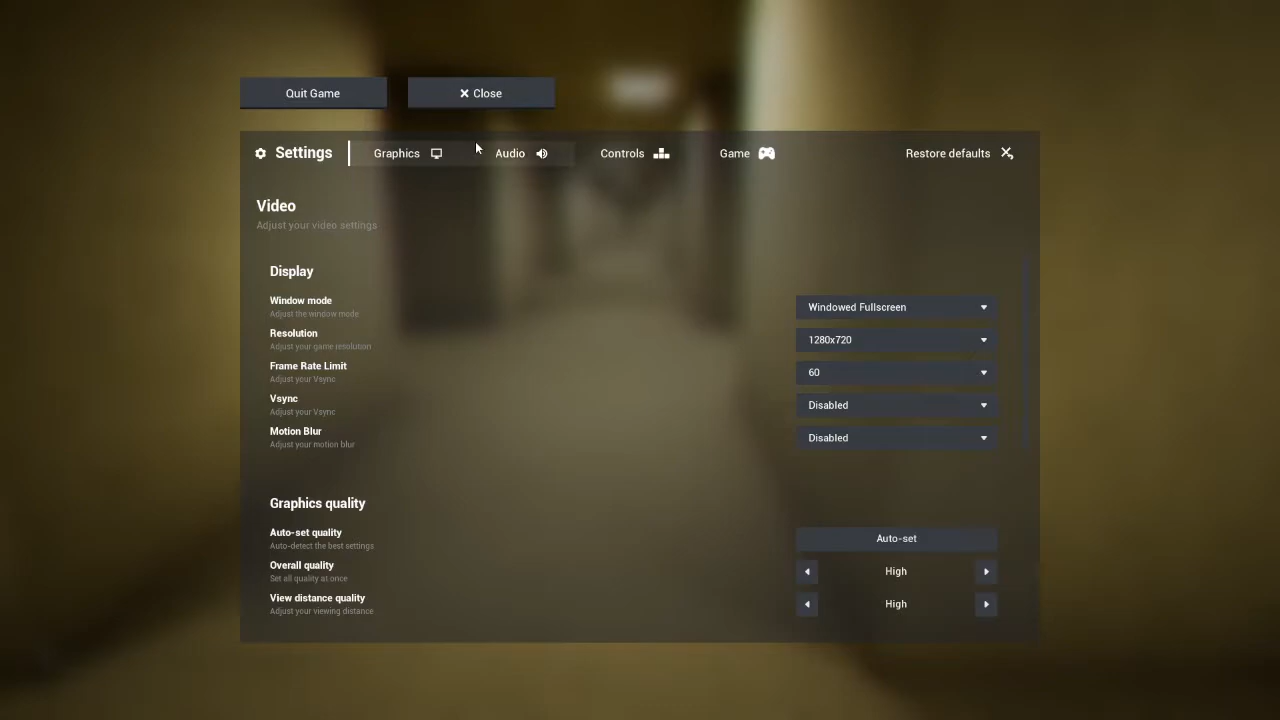 Quit Game
Close
Settings
Graphics
Audio
Controls
Game
Restore defaults
Video
Adjust your video settings
Display
Window mode
Adjust the window mode
Windowed Fullscreen
Resolution
Adjust your game resolution
1280x720
Frame Rate Limit
Adjust your Vsync
60
Vsync
Adjust your Vsync
Disabled
Motion Blur
Adjust your motion blur
Disabled
Graphics quality
Auto-set quality
Auto-detect the best settings
Auto-set
Overall quality
Set all quality at once
High
View distance quality
Adjust your viewing distance
High